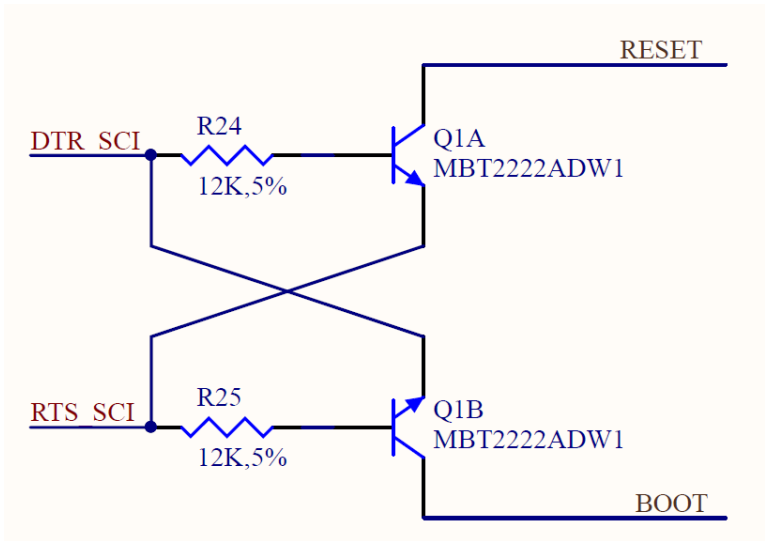 RESET
DTR_SCI
R24
12K,5%
Q1A
MBT2222ADW1
RTS_SCI
R25
12K,5%
Q1B
MBT2222ADW1
BOOT